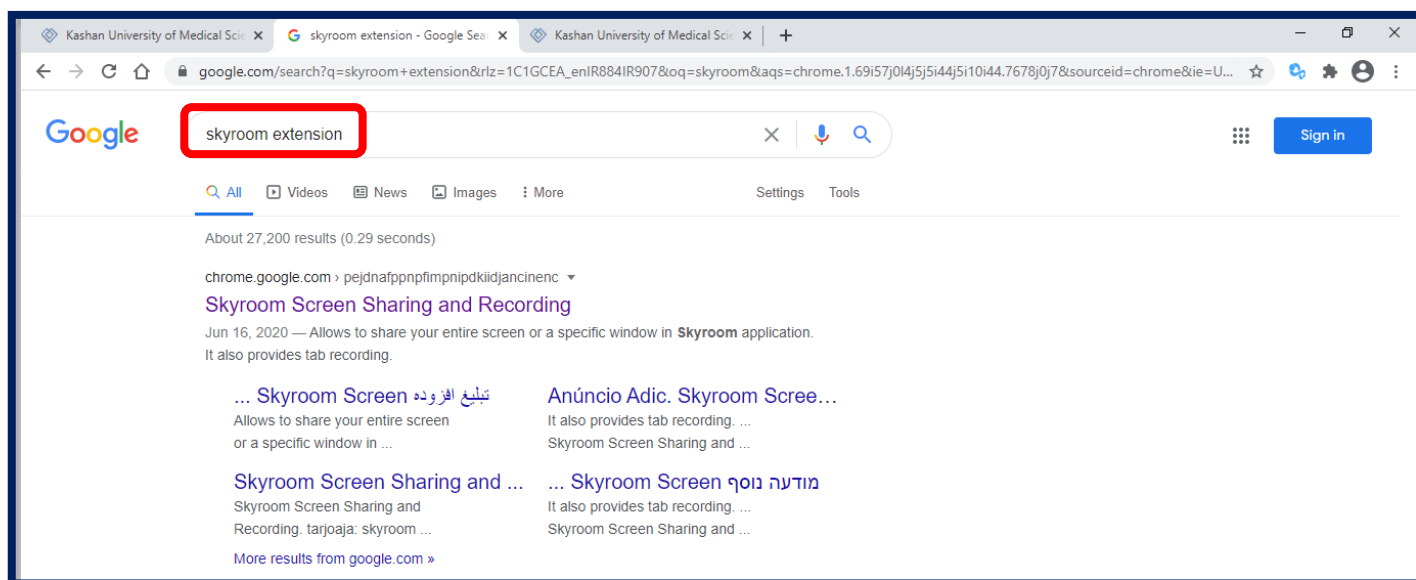 Kashan University of Medical Scie
skyroom extension - Google Sea
Kashan University of Medical Scie
google.com/search?q=skyroom+extension&rlz=1C1GCEA_enIR884IR907&oq=skyroom&aqs=chrome.1.69i57j0l4j5j5i44j5i10i44.7678j0j7&sourceid=chrome&ie=U...
Google
skyroom extension
Sign in
All Videos News Images More Settings Tools
About 27,200 results (0.29 seconds)
chrome.google.com › pejdnafppnpfimpnipdkiidjancinenc
Skyroom Screen Sharing and Recording
Jun 16, 2020 — Allows to share your entire screen or a specific window in Skyroom application.
It also provides tab recording.
... Skyroom Screen تبلیغ افزوده
Allows to share your entire screen
or a specific window in ...
Anúncio Adic. Skyroom Scree…
It also provides tab recording. ...
Skyroom Screen Sharing and ...
Skyroom Screen Sharing and ...
Skyroom Screen Sharing and
Recording. tarjoaja: skyroom ...
... Skyroom Screen מודעה נוסף
It also provides tab recording. ...
Skyroom Screen Sharing and ...
More results from google.com »